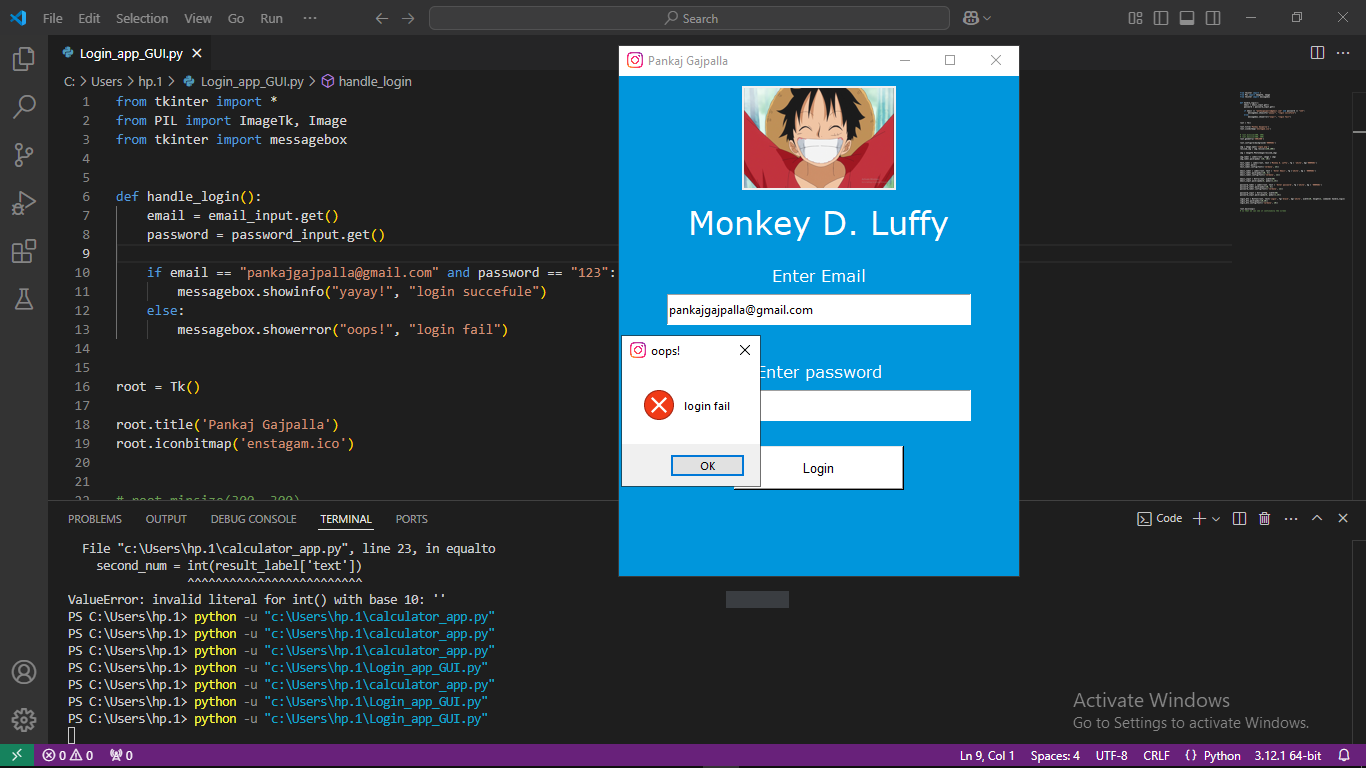 File Edit Selection View Go Run ··· Search
Login_app_GUI.py
C: > Users > hp.1 > Login_app_GUI.py > handle_login
1 from tkinter import *
2 from PIL import ImageTk, Image
3 from tkinter import messagebox
4
5
6 def handle_login():
7 email = email_input.get()
8 password = password_input.get()
9
10 if email == "pankajgajpalla@gmail.com" and password == "123":
11 messagebox.showinfo("yayay!", "login succefule")
12 else:
13 messagebox.showerror("oops!", "login fail")
14
15
16 root = Tk()
17
18 root.title('Pankaj Gajpalla')
19 root.iconbitmap('enstagam.ico')
20
21
22 # root.minsize(300, 300)
Pankaj Gajpalla
Monkey D. Luffy
Enter Email
pankajgajpalla@gmail.com
Enter password
Login
oops!
login fail
OK
PROBLEMS OUTPUT DEBUG CONSOLE TERMINAL PORTS Code
File "c:\Users\hp.1\calculator_app.py", line 23, in equalto
second_num = int(result_label['text'])
^^^^^^^^^^^^^^^^^^^^^^^^^
ValueError: invalid literal for int() with base 10: ''
PS C:\Users\hp.1> python -u "c:\Users\hp.1\calculator_app.py"
PS C:\Users\hp.1> python -u "c:\Users\hp.1\calculator_app.py"
PS C:\Users\hp.1> python -u "c:\Users\hp.1\calculator_app.py"
PS C:\Users\hp.1> python -u "c:\Users\hp.1\Login_app_GUI.py"
PS C:\Users\hp.1> python -u "c:\Users\hp.1\calculator_app.py"
PS C:\Users\hp.1> python -u "c:\Users\hp.1\Login_app_GUI.py"
PS C:\Users\hp.1> python -u "c:\Users\hp.1\Login_app_GUI.py"
Activate Windows
Go to Settings to activate Windows.
0 0 0 Ln 9, Col 1 Spaces: 4 UTF-8 CRLF {} Python 3.12.1 64-bit